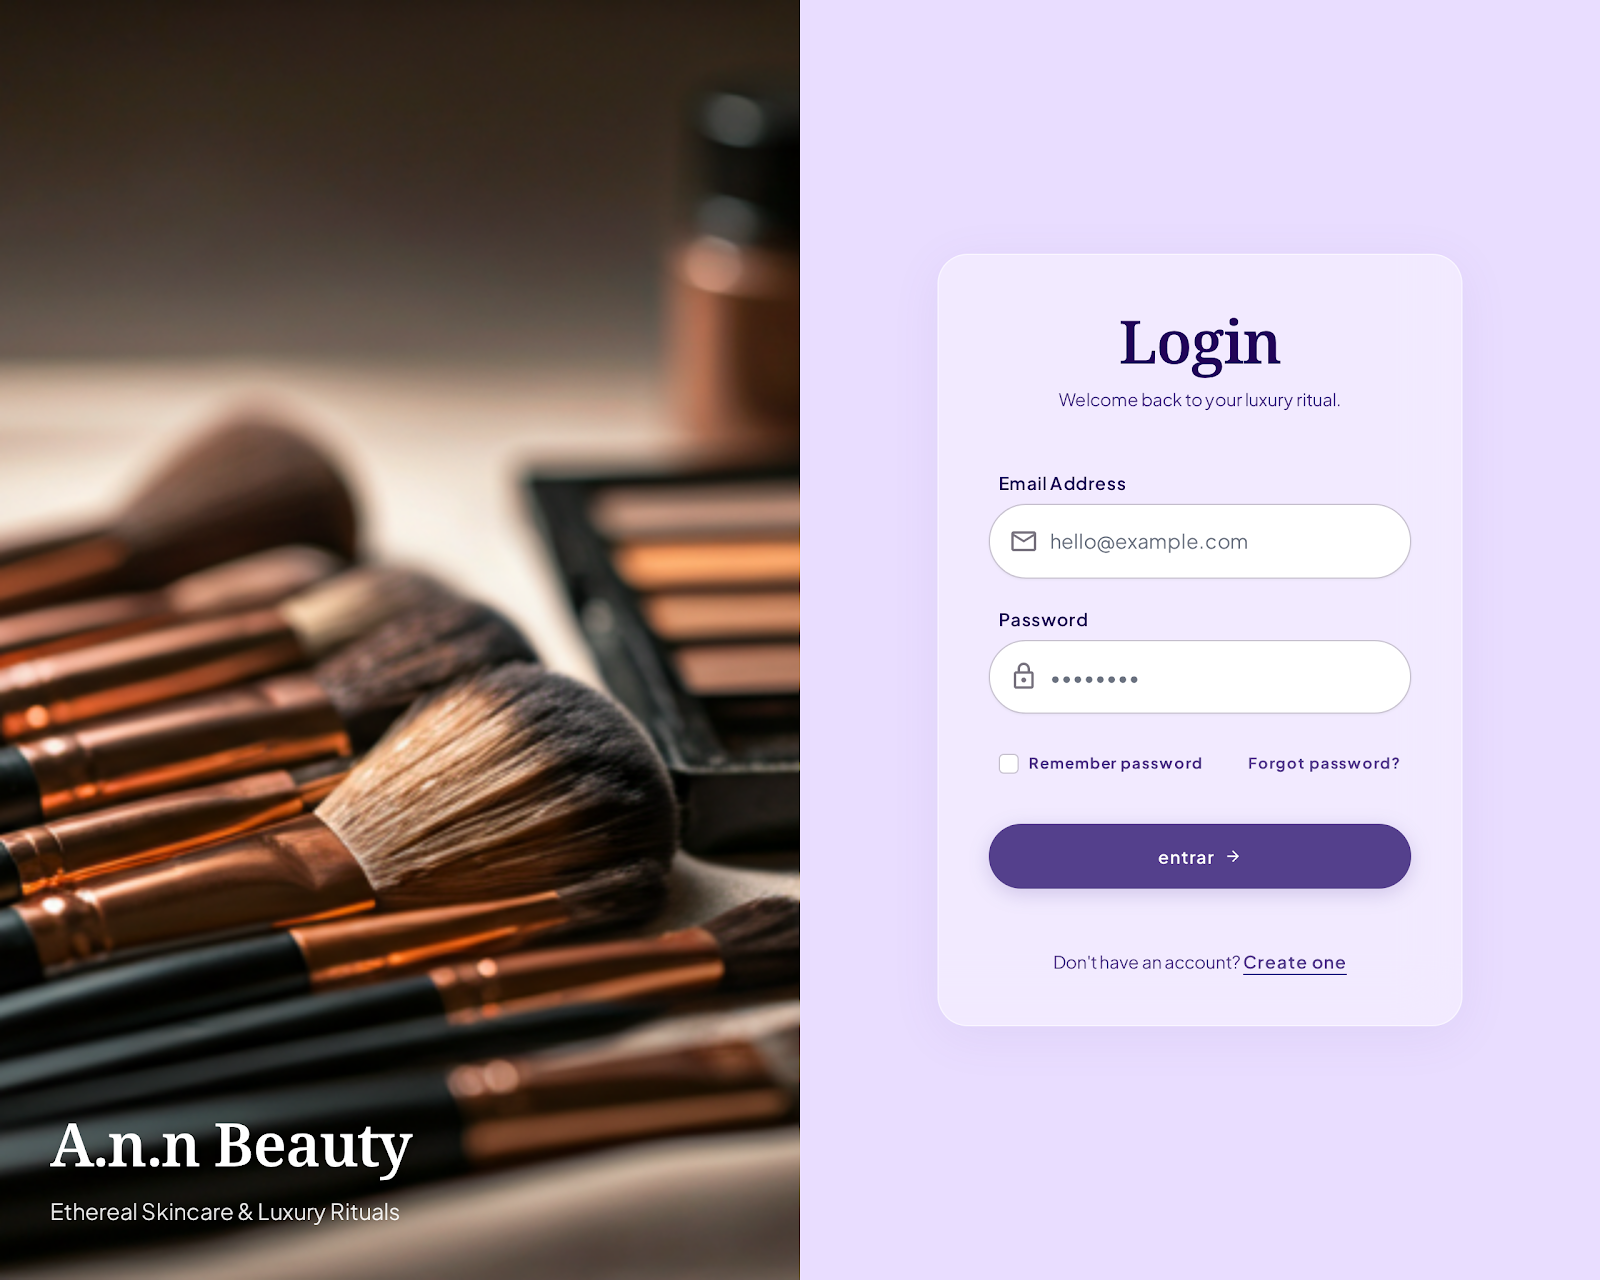 A.n.n Beauty
Ethereal Skincare & Luxury Rituals
Login
Welcome back to your luxury ritual.
Email Address
hello@example.com
Password
••••••••
Remember password
Forgot password?
entrar →
Don't have an account? Create one